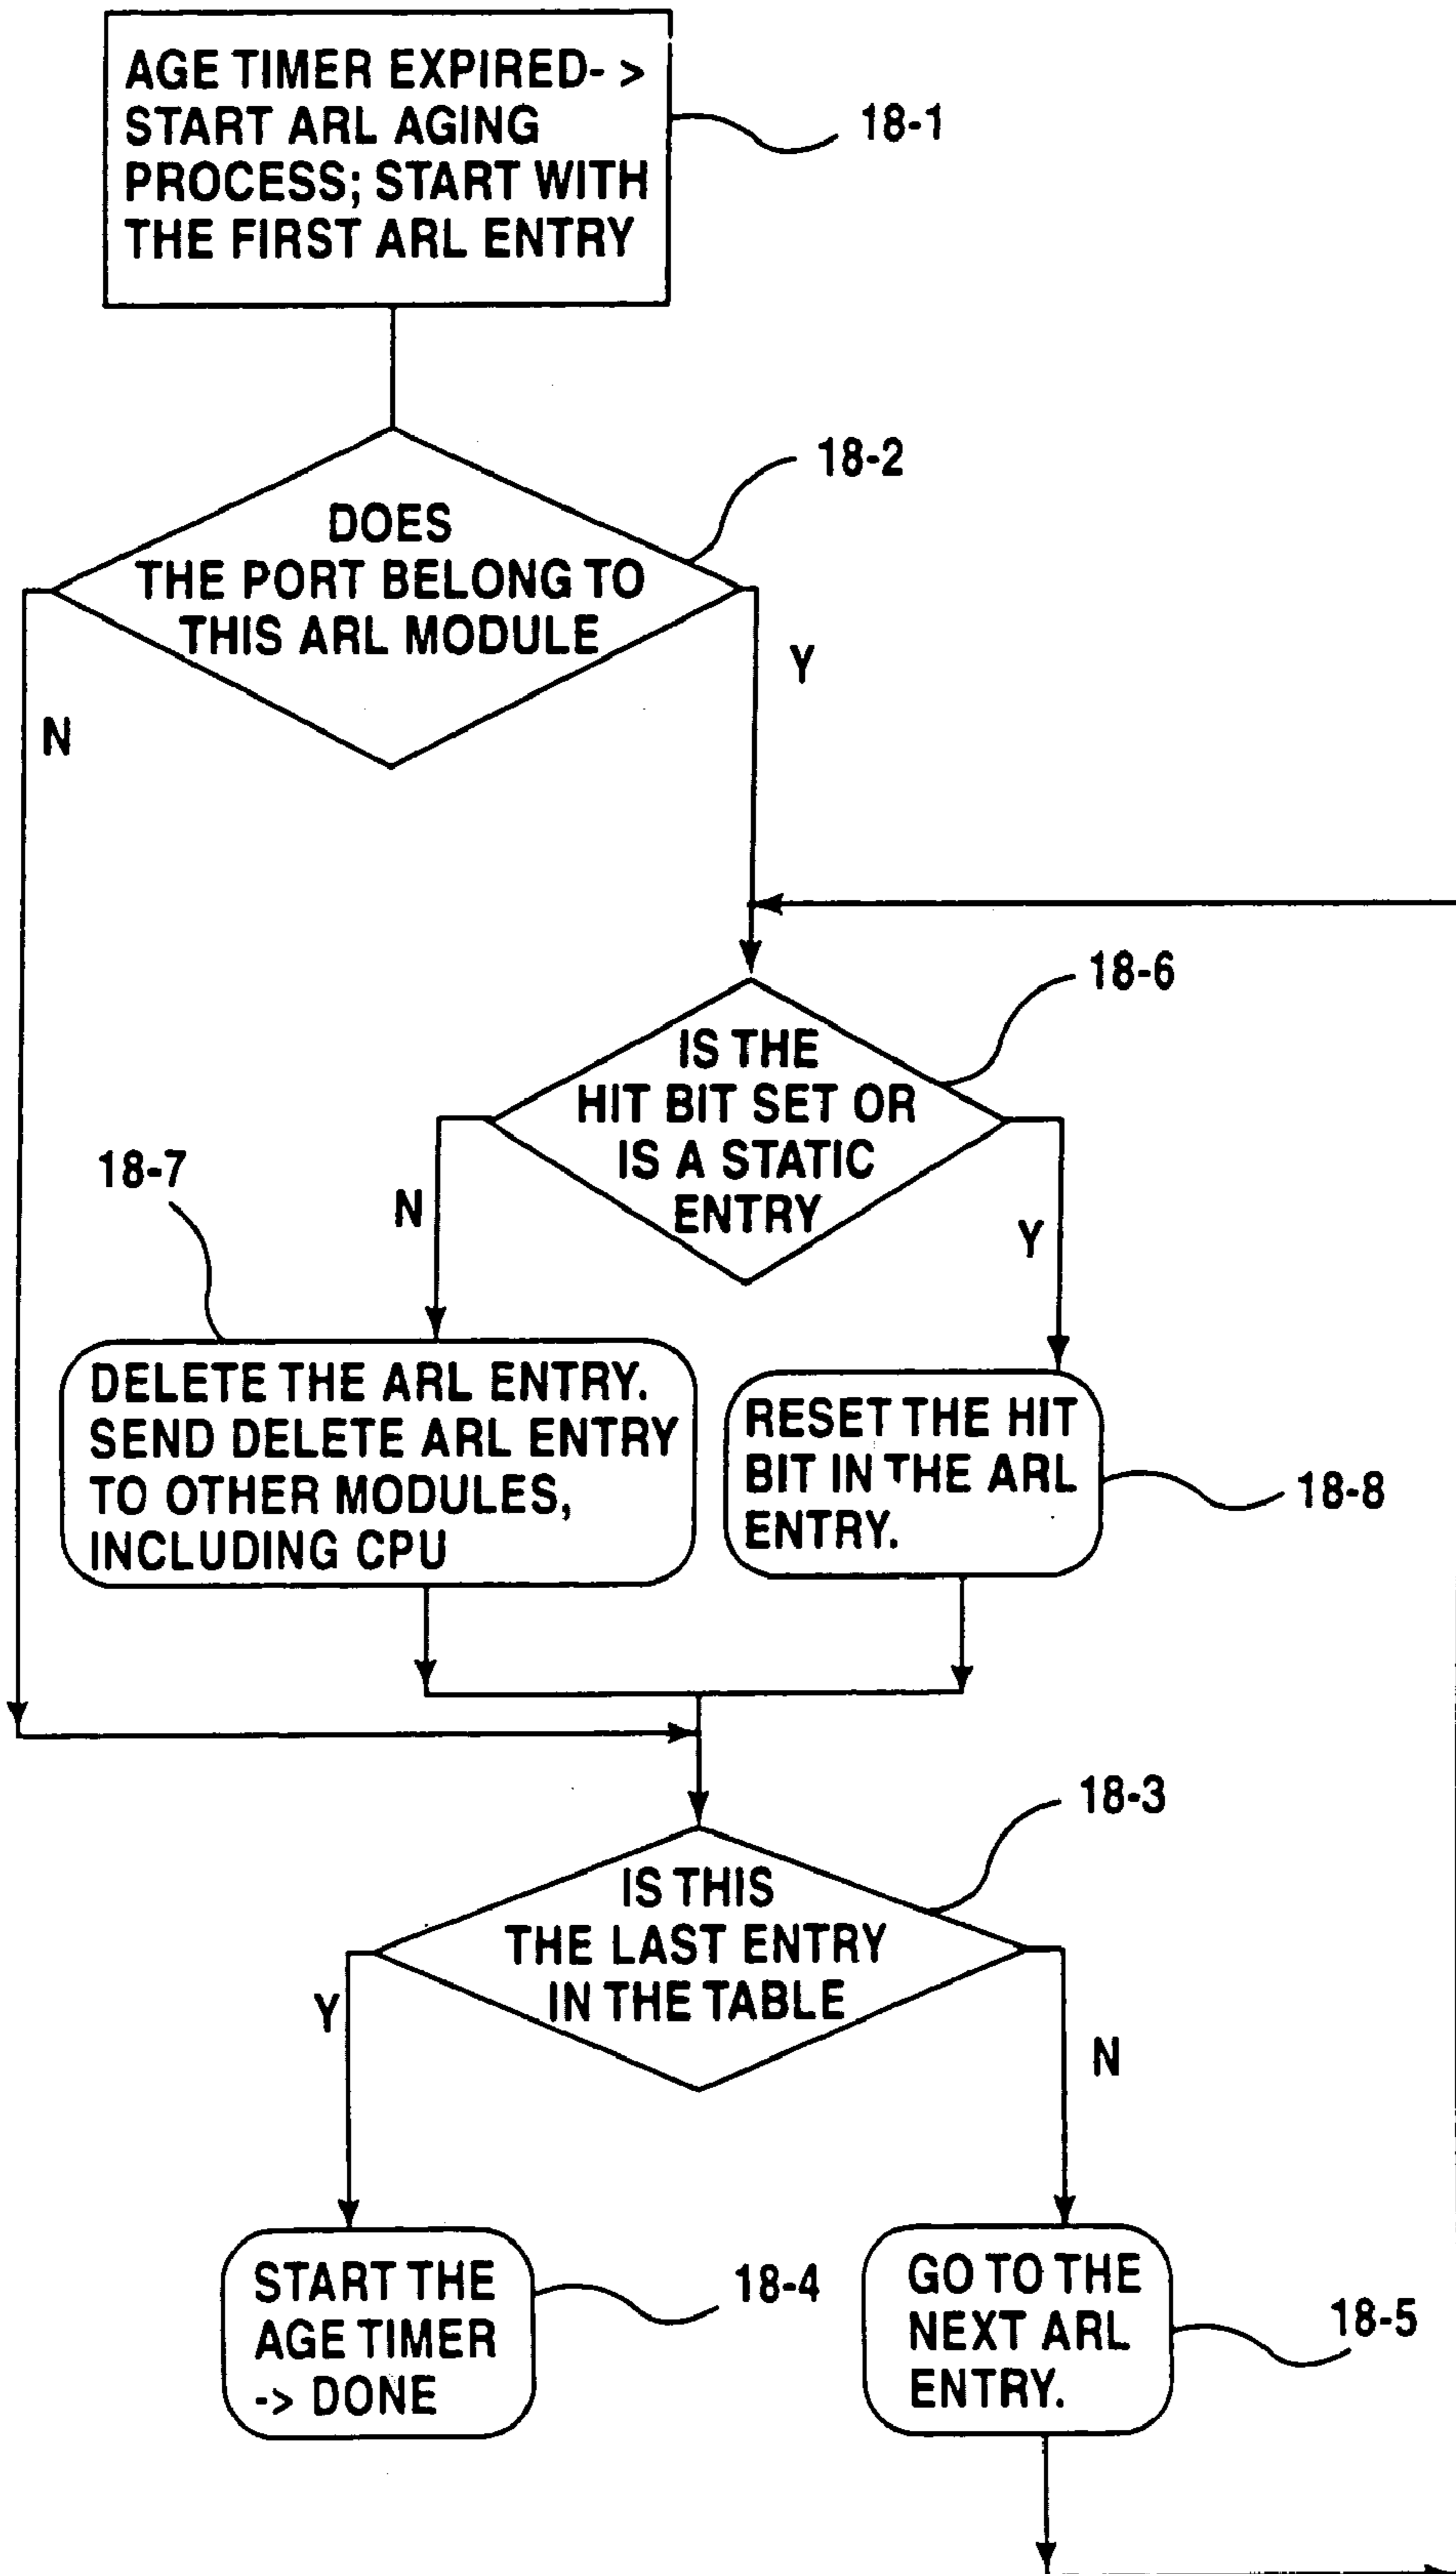 AGE TIMER EXPIRED- >
START ARL AGING
PROCESS; START WITH
THE FIRST ARL ENTRY
18-1
18-2
DOES
THE PORT BELONG TO
THIS ARL MODULE
N
Y
18-6
IS THE
HIT BIT SET OR
IS A STATIC
ENTRY
18-7
N
Y
DELETE THE ARL ENTRY.
SEND DELETE ARL ENTRY
TO OTHER MODULES,
INCLUDING CPU
RESET THE HIT
BIT IN THE ARL
ENTRY.
18-8
18-3
IS THIS
THE LAST ENTRY
IN THE TABLE
Y
N
START THE
AGE TIMER
-> DONE
18-4
GO TO THE
NEXT ARL
ENTRY.
18-5